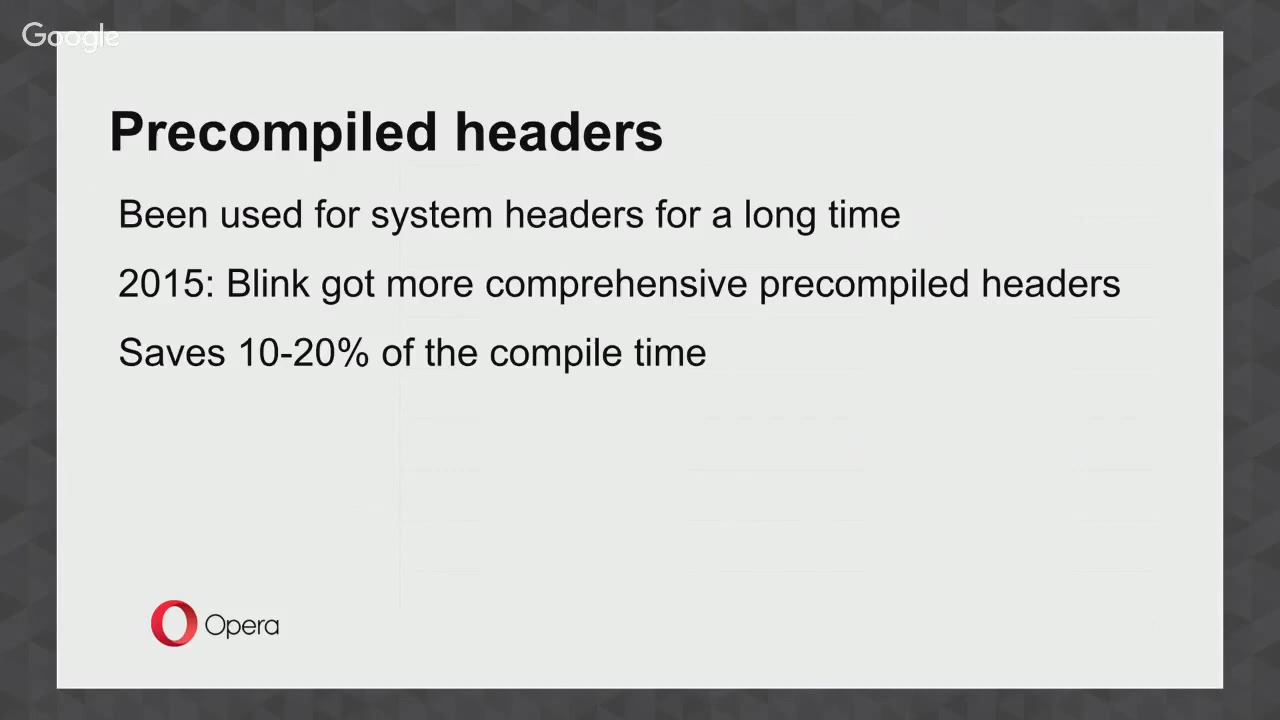 Google
Precompiled headers
Been used for system headers for a long time
2015: Blink got more comprehensive precompiled headers
Saves 10-20% of the compile time
Opera